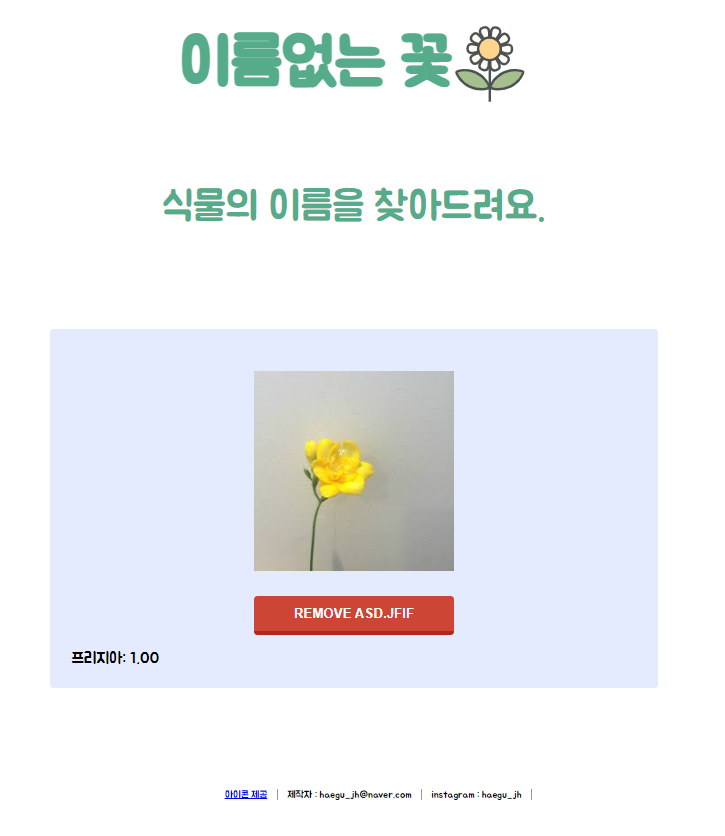 이름없는 꽃
식물의 이름을 찾아드려요.
REMOVE ASD.JFIF
프리지아: 1.00
아이콘 제공 | 제작자 : haegu_jh@naver.com | instagram : haegu_jh |